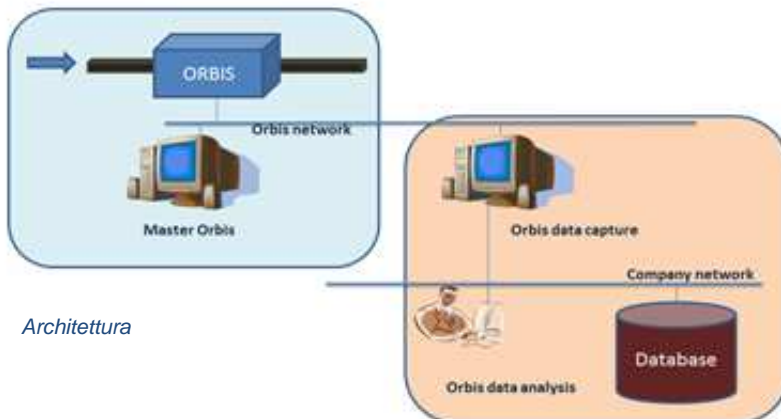 ORBIS
Orbis network
Master Orbis
Orbis data capture
Company network
Architettura
Database
Orbis data analysis